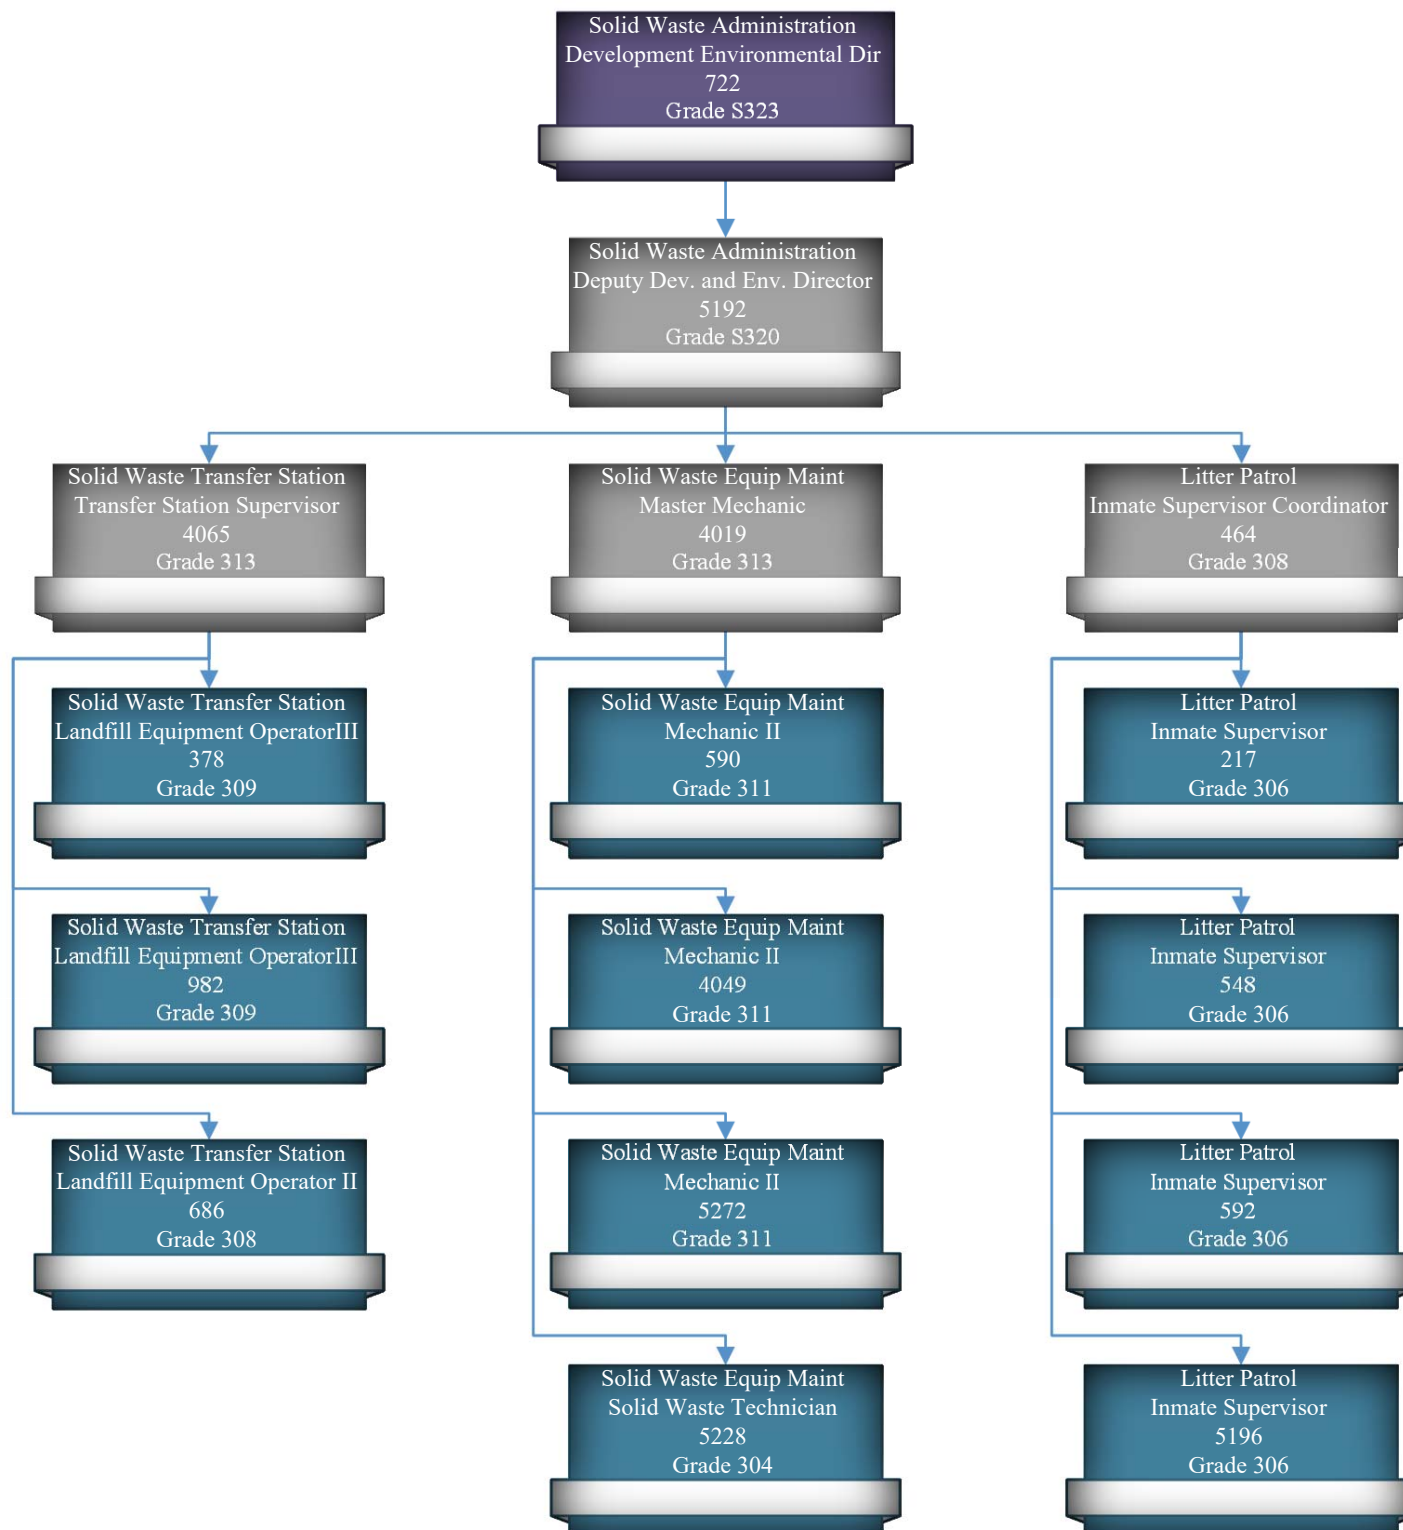 Solid Waste Administration
Development Environmental Dir
722
Grade S323
Solid Waste Administration
Deputy Dev. and Env. Director
5192
Grade S320
Solid Waste Transfer Station
Transfer Station Supervisor
4065
Grade 313
Solid Waste Equip Maint
Master Mechanic
4019
Grade 313
Litter Patrol
Inmate Supervisor Coordinator
464
Grade 308
Solid Waste Transfer Station
Landfill Equipment OperatorIII
378
Grade 309
Solid Waste Equip Maint
Mechanic II
590
Grade 311
Litter Patrol
Inmate Supervisor
217
Grade 306
Solid Waste Transfer Station
Landfill Equipment OperatorIII
982
Grade 309
Solid Waste Equip Maint
Mechanic II
4049
Grade 311
Litter Patrol
Inmate Supervisor
548
Grade 306
Solid Waste Transfer Station
Landfill Equipment Operator II
686
Grade 308
Solid Waste Equip Maint
Mechanic II
5272
Grade 311
Litter Patrol
Inmate Supervisor
592
Grade 306
Solid Waste Equip Maint
Solid Waste Technician
5228
Grade 304
Litter Patrol
Inmate Supervisor
5196
Grade 306